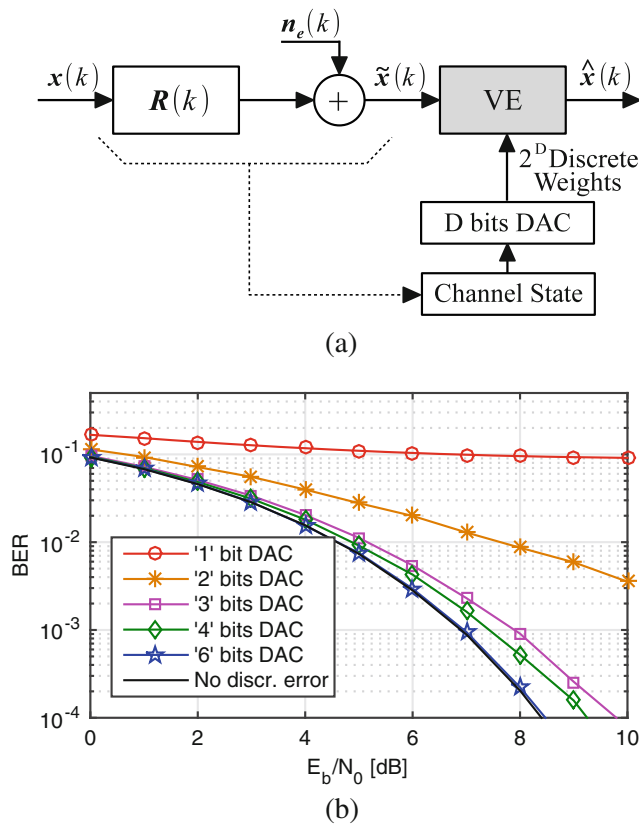 n_e(k)
x(k)
R(k)
+
x̃(k)
VE
x̂(k)
2^D Discrete
Weights
D bits DAC
Channel State
(a)
BER
10^-1
10^-2
10^-3
10^-4
'1' bit DAC
'2' bits DAC
'3' bits DAC
'4' bits DAC
'6' bits DAC
No discr. error
0 2 4 6 8 10
E_b/N_0 [dB]
(b)